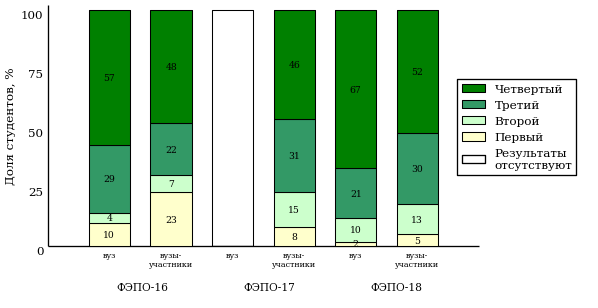 Доля студентов, %
100
75
50
25
0
57
29
4
10
48
22
7
23
46
31
15
8
67
21
10
2
52
30
13
5
вуз
вузы-
участники
вуз
вузы-
участники
вуз
вузы-
участники
ФЭПО-16
ФЭПО-17
ФЭПО-18
Четвертый
Третий
Второй
Первый
Результаты
отсутствуют